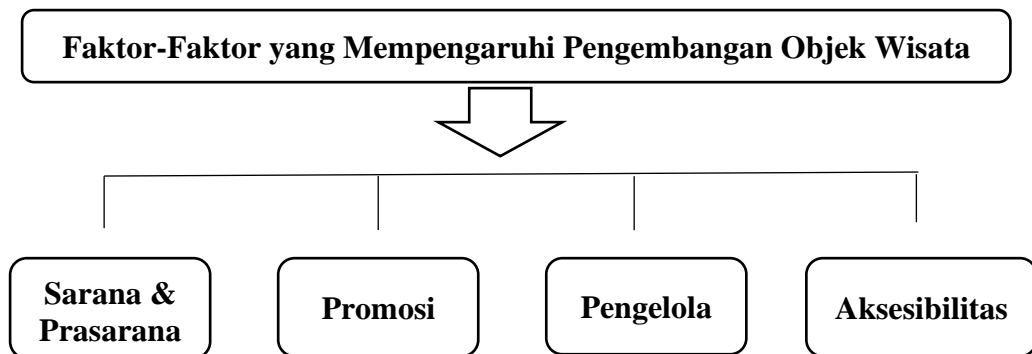 Faktor-Faktor yang Mempengaruhi Pengembangan Objek Wisata
Sarana &
Prasarana
Promosi
Pengelola
Aksesibilitas